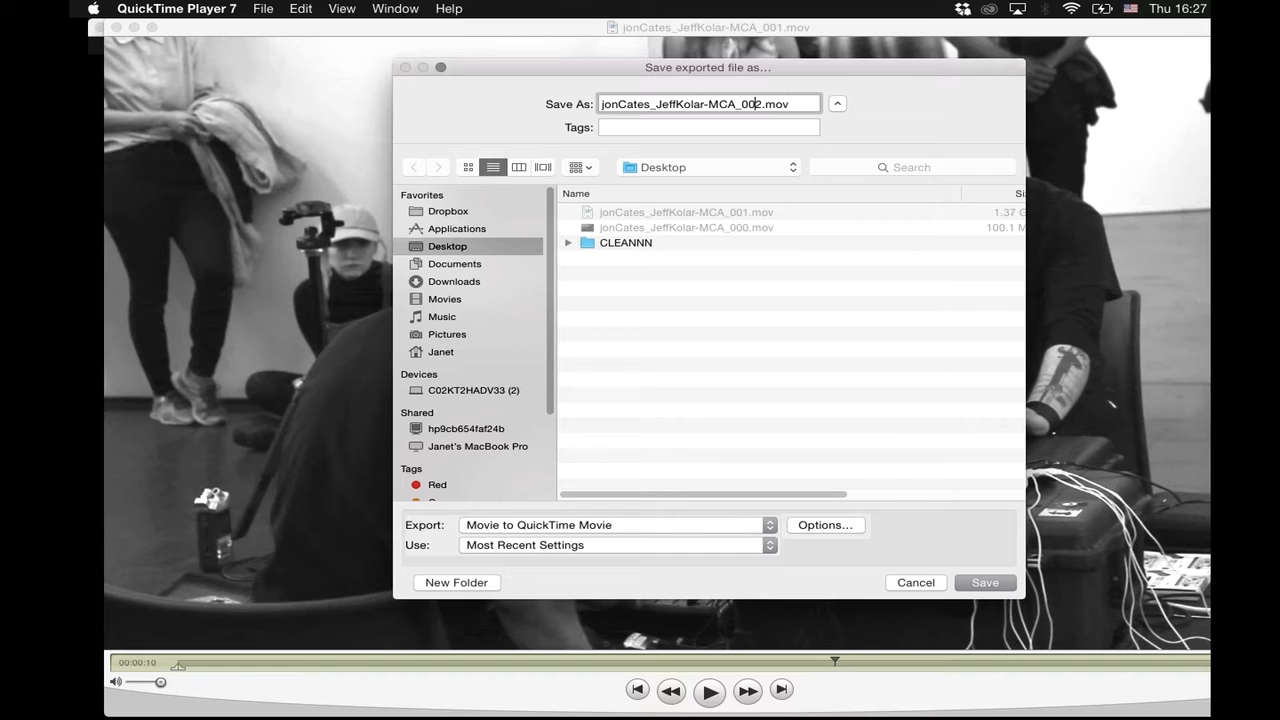 QuickTime Player 7 File Edit View Window Help Thu 16:27
jonCates_JeffKolar-MCA_001.mov
Save exported file as...
Save As: jonCates_JeffKolar-MCA_002.mov
Tags:
Desktop Search
Favorites
Dropbox
Applications
Desktop
Documents
Downloads
Movies
Music
Pictures
Janet
Devices
C02KT2HADV33 (2)
Shared
hp9cb654faf24b
Janet's MacBook Pro
Tags
Red
Name Si
jonCates_JeffKolar-MCA_001.mov 1.37 G
jonCates_JeffKolar-MCA_000.mov 100.1 M
CLEANNN
Export: Movie to QuickTime Movie Options...
Use: Most Recent Settings
New Folder Cancel Save
00:00:10